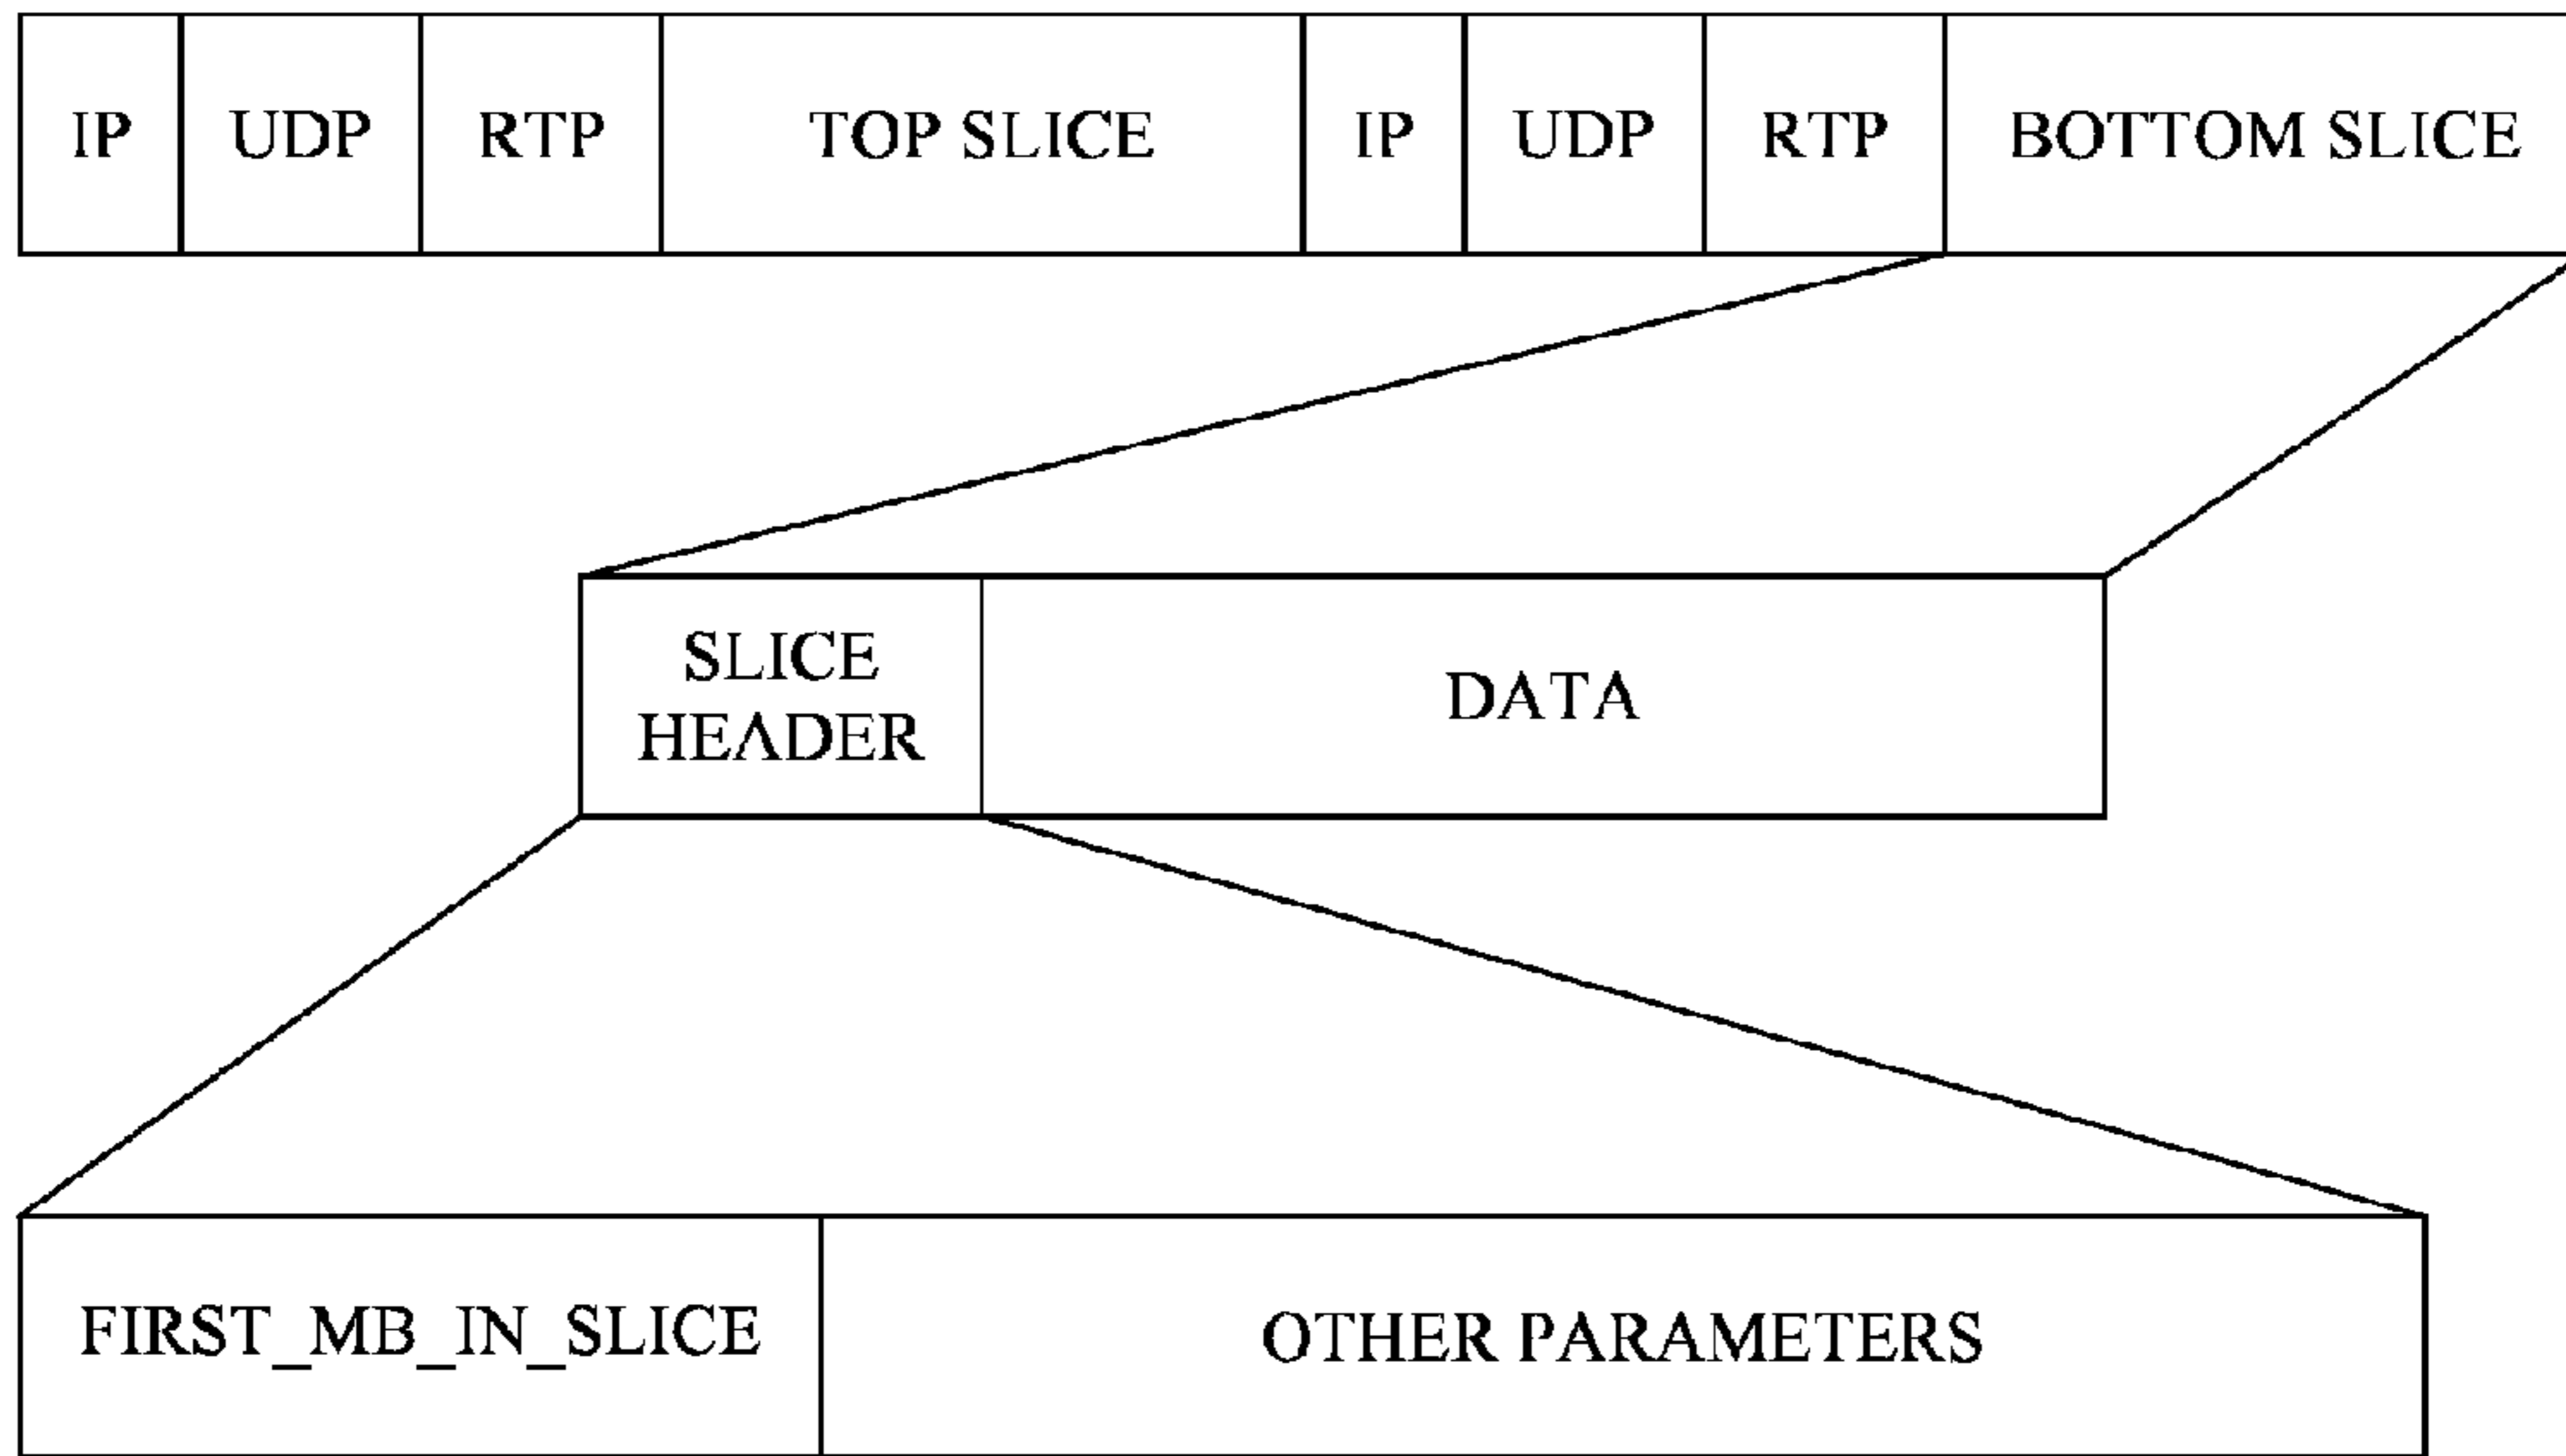 IP UDP RTP TOP SLICE IP UDP RTP BOTTOM SLICE
SLICE
HEADER
DATA
FIRST_MB_IN_SLICE OTHER PARAMETERS